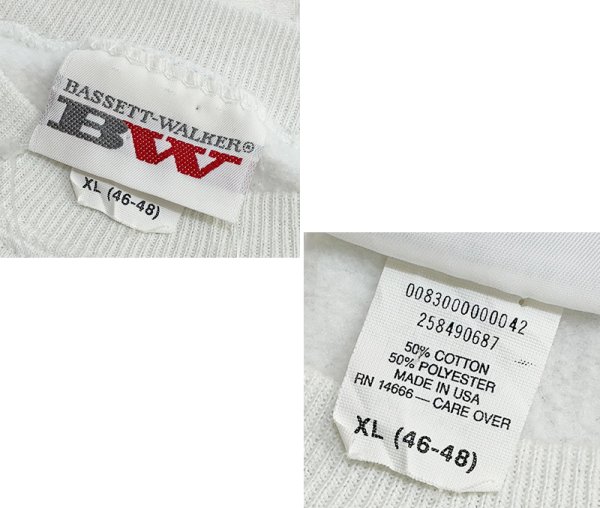 BASSETT-WALKER®
BW
XL (46-48)
0083000000042
258490687
50% COTTON
50% POLYESTER
MADE IN USA
RN 14666—CARE OVER
XL (46-48)